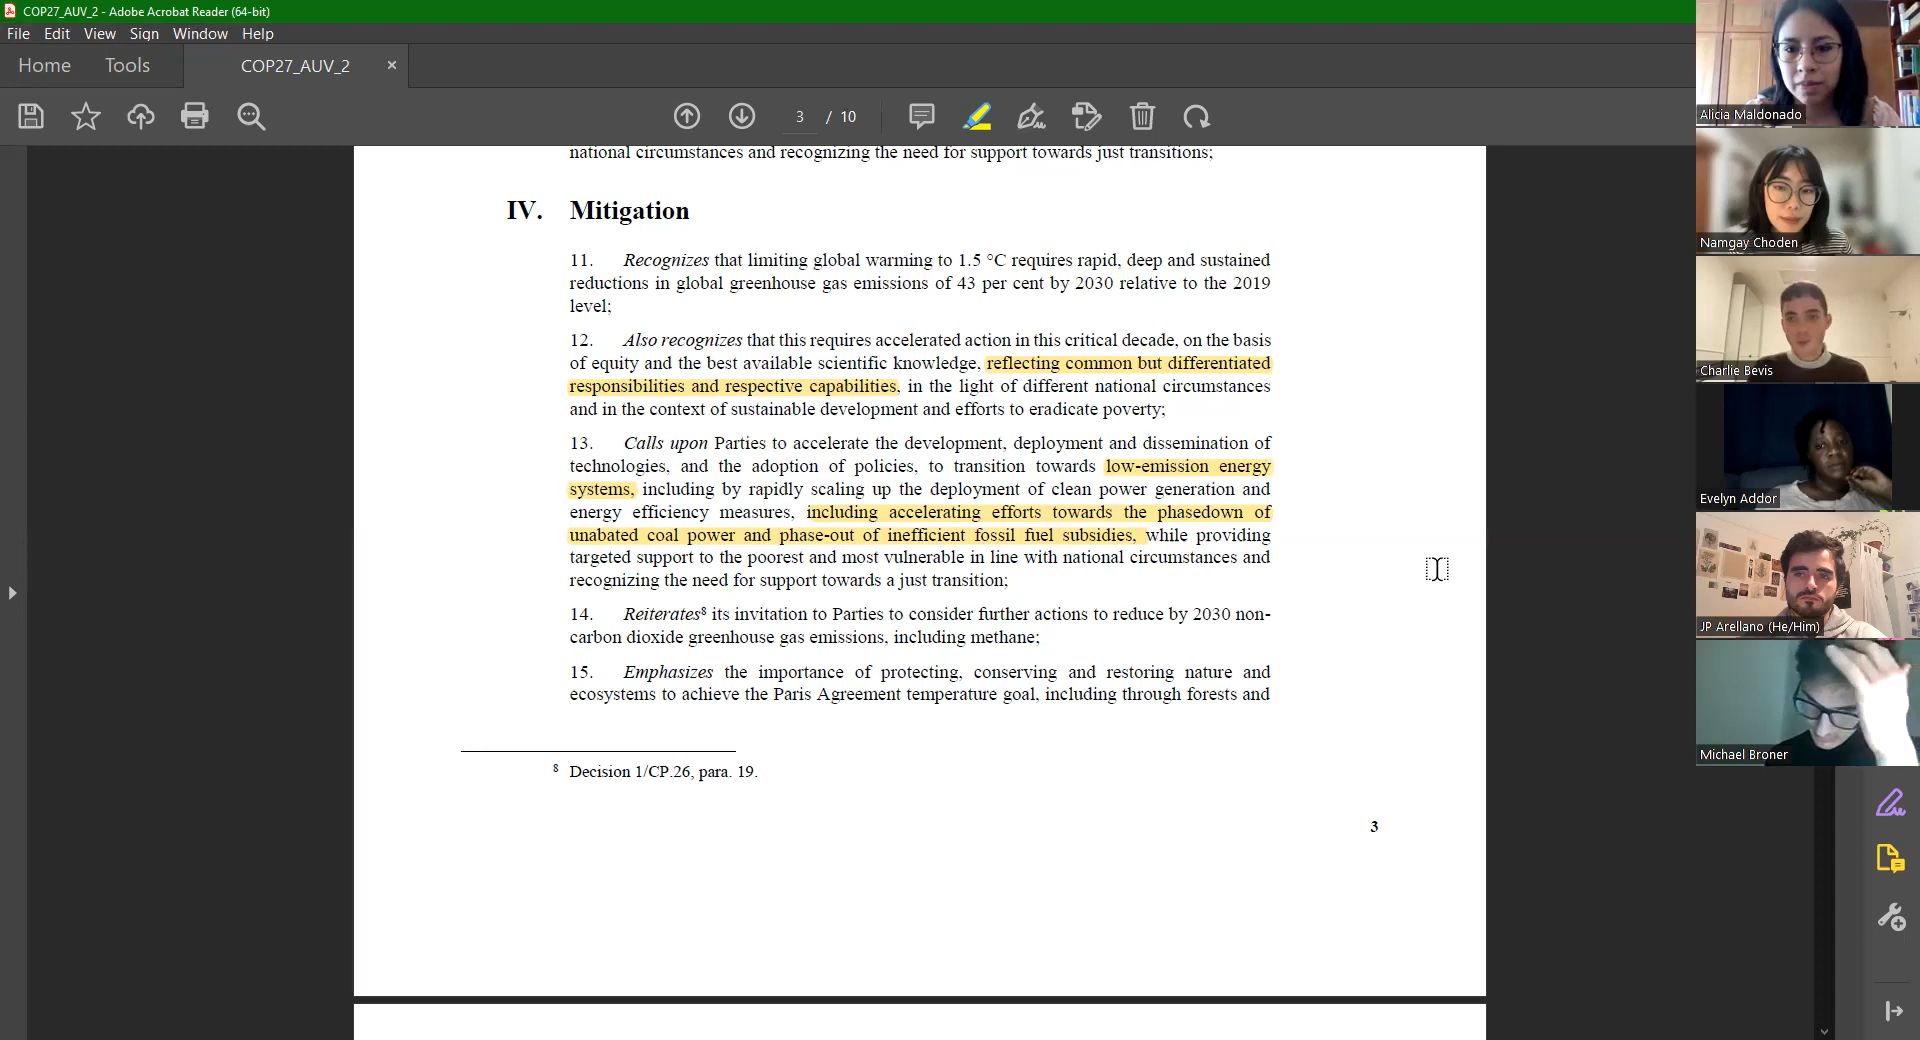 COP27_AUV_2 - Adobe Acrobat Reader (64-bit)
File Edit View Sign Window Help
Home Tools COP27_AUV_2 ×
3 / 10
national circumstances and recognizing the need for support towards just transitions;
IV. Mitigation
11. Recognizes that limiting global warming to 1.5 °C requires rapid, deep and sustained
reductions in global greenhouse gas emissions of 43 per cent by 2030 relative to the 2019
level;
12. Also recognizes that this requires accelerated action in this critical decade, on the basis
of equity and the best available scientific knowledge, reflecting common but differentiated
responsibilities and respective capabilities, in the light of different national circumstances
and in the context of sustainable development and efforts to eradicate poverty;
13. Calls upon Parties to accelerate the development, deployment and dissemination of
technologies, and the adoption of policies, to transition towards low-emission energy
systems, including by rapidly scaling up the deployment of clean power generation and
energy efficiency measures, including accelerating efforts towards the phasedown of
unabated coal power and phase-out of inefficient fossil fuel subsidies, while providing
targeted support to the poorest and most vulnerable in line with national circumstances and
recognizing the need for support towards a just transition;
14. Reiterates⁸ its invitation to Parties to consider further actions to reduce by 2030 non-
carbon dioxide greenhouse gas emissions, including methane;
15. Emphasizes the importance of protecting, conserving and restoring nature and
ecosystems to achieve the Paris Agreement temperature goal, including through forests and
⁸ Decision 1/CP.26, para. 19.
3
Alicia Maldonado
Namgay Choden
Charlie Bevis
Evelyn Addor
JP Arellano (He/Him)
Michael Broner